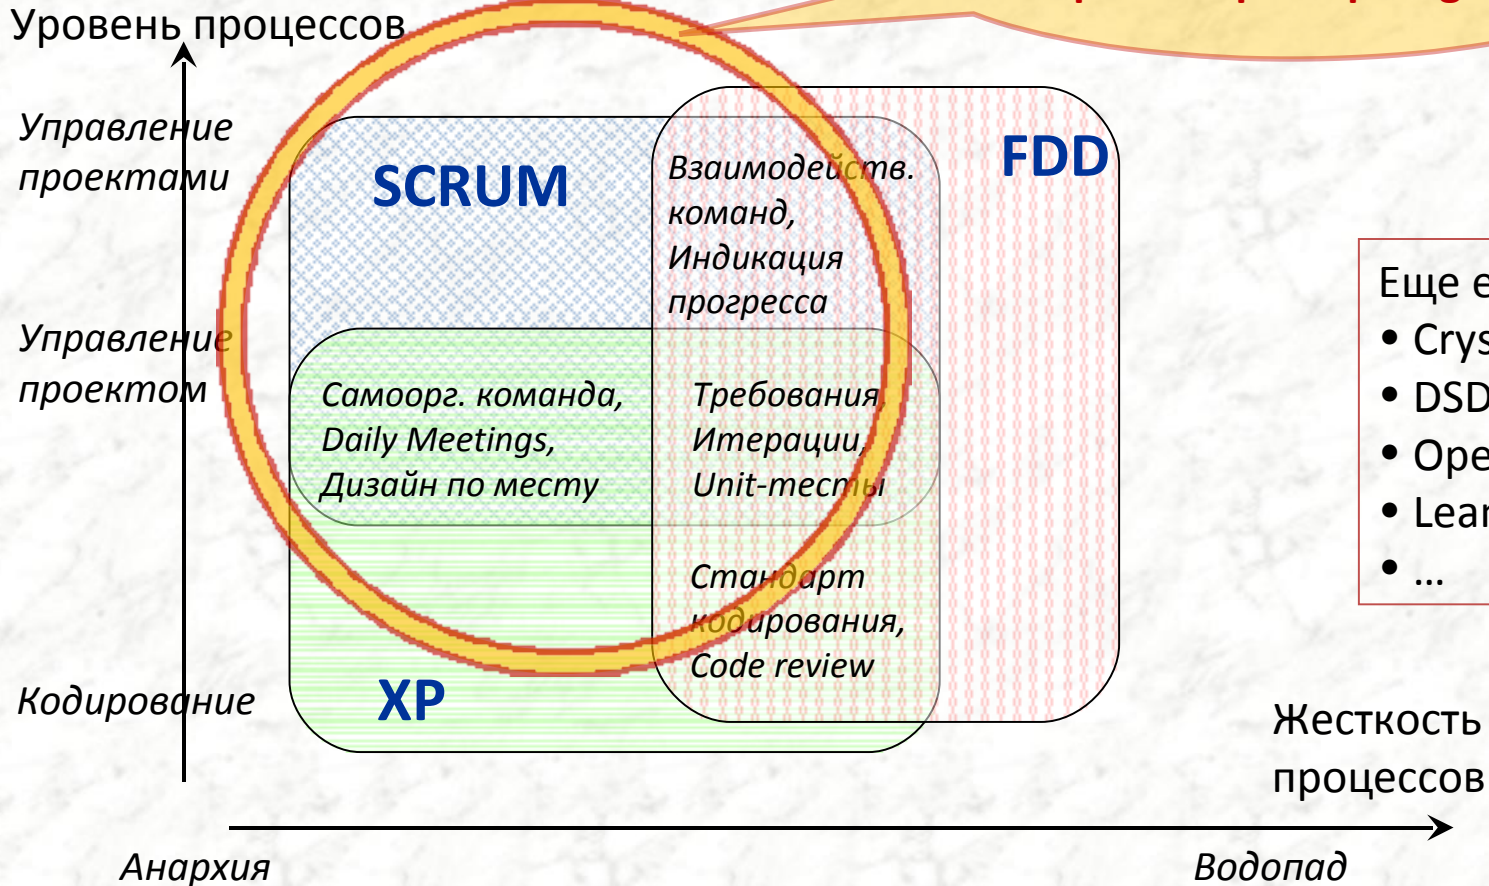 Уровень процессов
Управление
проектами
SCRUM
Взаимодейств.
команд,
Индикация
прогресса
FDD
Управление
проектом
Самоорг. команда,
Daily Meetings,
Дизайн по месту
Требования,
Итерации,
Unit-тесты
Стандарт
кодирования,
Code review
Кодирование
XP
Еще е
• Crys
• DSD
• Ope
• Lear
• ...
Жесткость
процессов
Анархия
Водопад